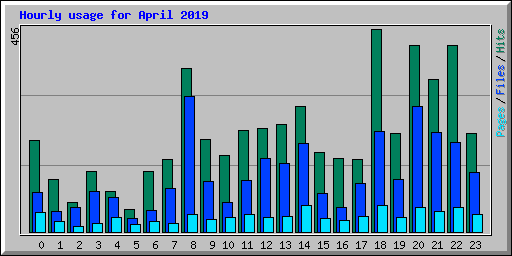 Hourly usage for April 2019
456
Pages / Files / Hits
0 1 2 3 4 5 6 7 8 9 10 11 12 13 14 15 16 17 18 19 20 21 22 23